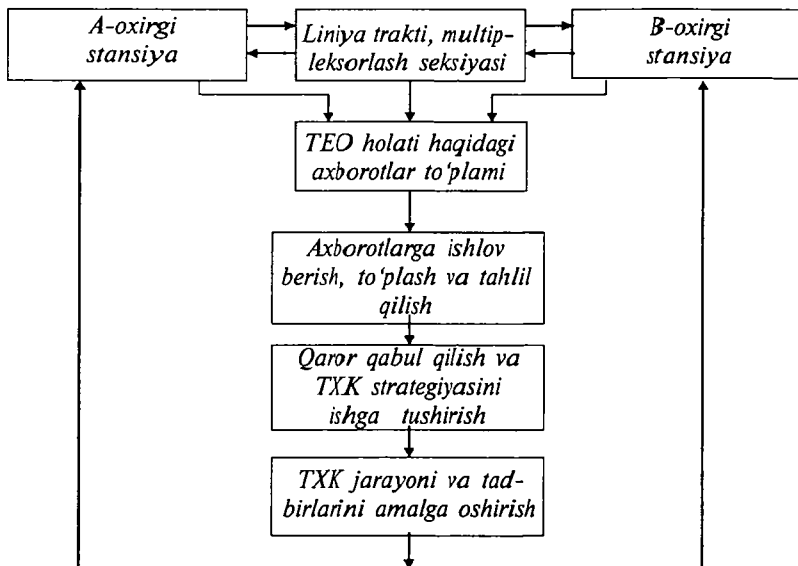 A-oxirgi
stansiya
Liniya trakti, multip-
leksorlash seksiyasi
B-oxirgi
stansiya
TEO holati haqidagi
axborotlar to‘plami
Axborotlarga ishlov
berish, to‘plash va tahlil
qilish
Qaror qabul qilish va
TXK strategiyasini
ishga tushirish
TXK jarayoni va tad-
birlarini amalga oshirish